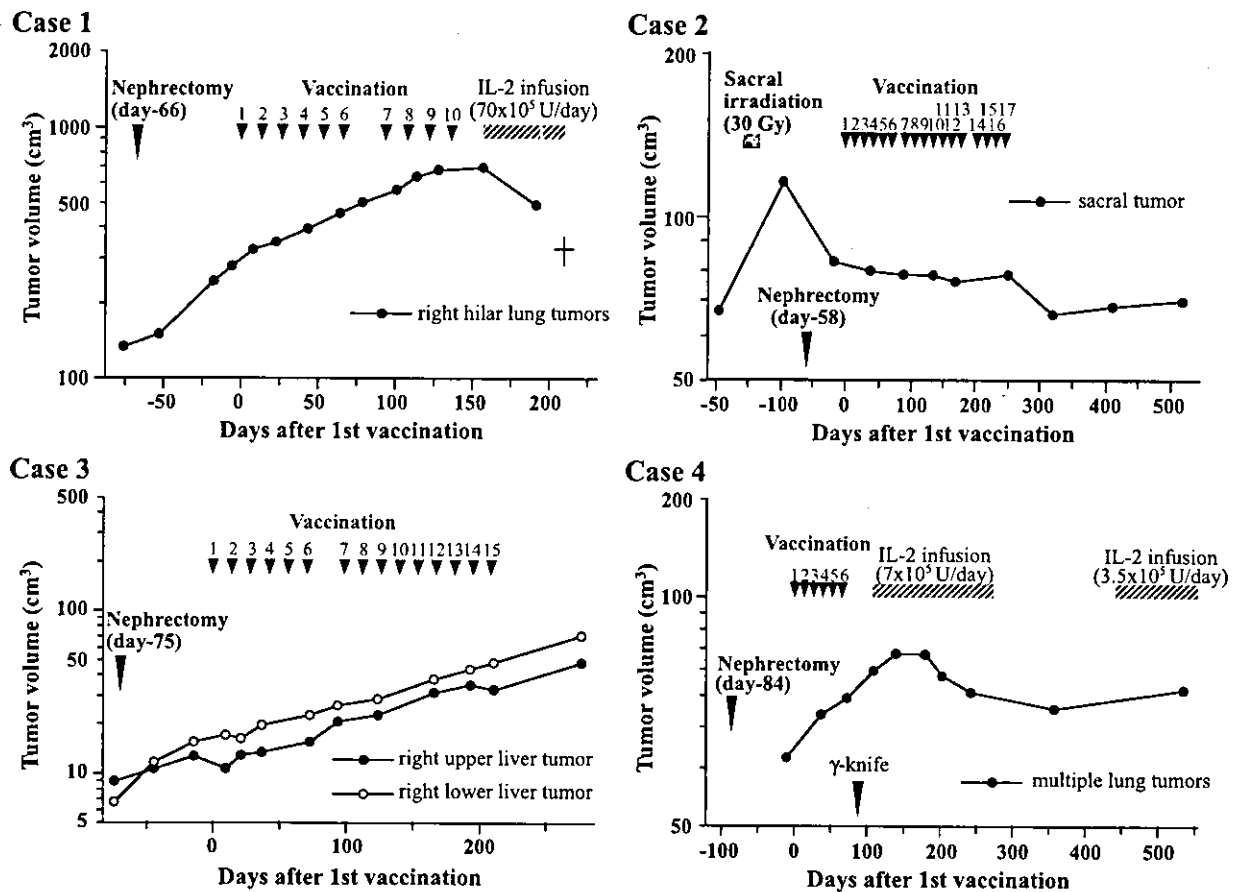 Case 1
2000
1000
500
100
Tumor volume (cm³)
Nephrectomy
(day-66)
Vaccination
1 2 3 4 5 6 7 8 9 10
IL-2 infusion
(70x10⁵ U/day)
right hilar lung tumors
-50 0 50 100 150 200
Days after 1st vaccination
Case 2
200
100
50
Tumor volume (cm³)
Sacral
irradiation
(30 Gy)
Vaccination
1113 1517
123456 78910 12 14 16
sacral tumor
Nephrectomy
(day-58)
-50 -100 0 100 200 300 400 500
Days after 1st vaccination
Case 3
500
100
50
10
5
Tumor volume (cm³)
Vaccination
1 2 3 4 5 6 7 8 9 10 11 12 13 14 15
Nephrectomy
(day-75)
right upper liver tumor
right lower liver tumor
0 100 200
Days after 1st vaccination
Case 4
200
100
50
Tumor volume (cm³)
Vaccination
123456
IL-2 infusion
(7x10⁵ U/day)
IL-2 infusion
(3.5x10⁵ U/day)
Nephrectomy
(day-84)
γ-knife
multiple lung tumors
-100 0 100 200 300 400 500
Days after 1st vaccination